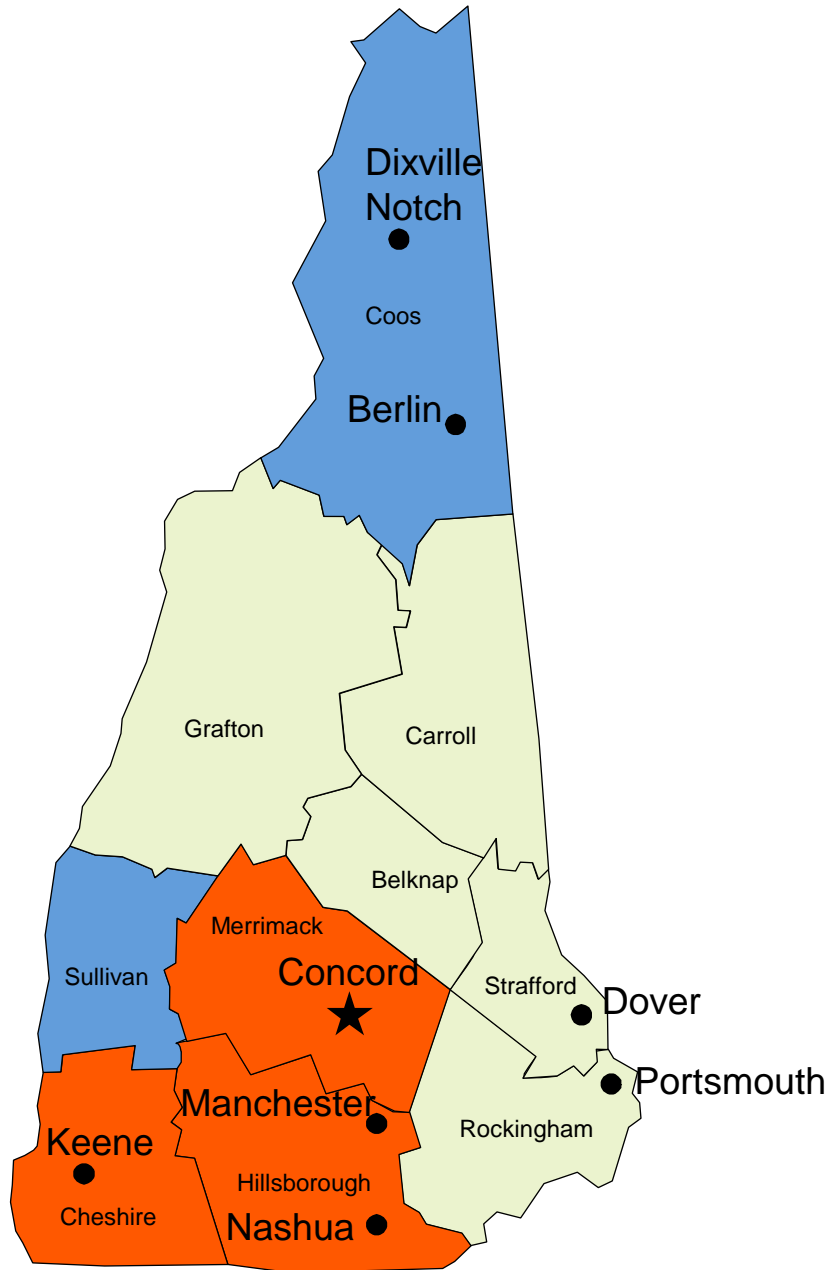 Dixville
Notch
Coos
Berlin
Grafton
Carroll
Belknap
Merrimack
Sullivan
Concord
Strafford
Dover
Portsmouth
Manchester
Rockingham
Keene
Hillsborough
Cheshire
Nashua